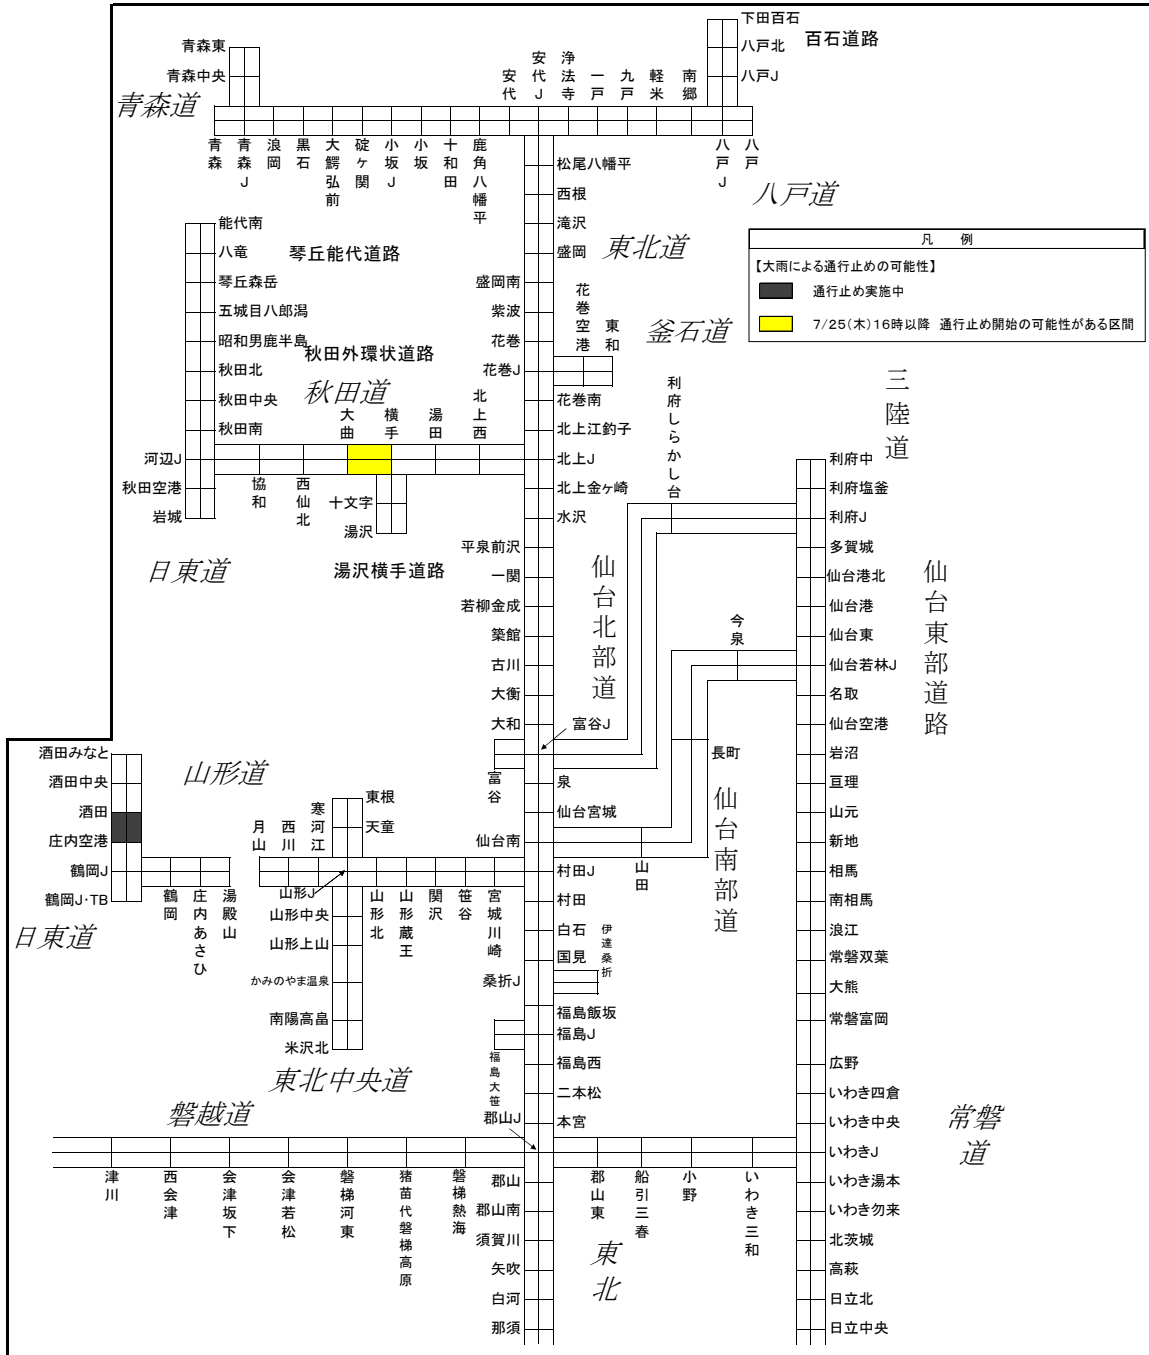 下田百石
百石道路
八戸北
八戸J
青森東
青森中央
青森道
安代
安代J
浄法寺
一戸
九戸
軽米
南郷
青森
青森J
浪岡
黒石
大鰐弘前
碇ヶ関
小坂J
小坂
十和田
鹿角八幡平
八戸J
八戸
八戸道
松尾八幡平
西根
滝沢
盛岡
東北道
盛岡南
紫波
花巻
花巻J
花巻空港
東和
釜石道
花巻南
北上江釣子
北上J
北上金ヶ崎
水沢
凡　例
【大雨による通行止めの可能性】
通行止め実施中
7/25(木)16時以降 通行止め開始の可能性がある区間
能代南
八竜
琴丘能代道路
琴丘森岳
五城目八郎潟
昭和男鹿半島
秋田外環状道路
秋田北
秋田道
秋田中央
秋田南
大曲
横手
湯田
北上西
河辺J
秋田空港
岩城
協和
西仙北
十文字
湯沢
日東道
湯沢横手道路
平泉前沢
一関
若柳金成
築館
古川
大衡
大和
仙台北部道
利府しらかし台
三陸道
利府中
利府塩釜
利府J
多賀城
仙台港北
仙台港
仙台東
仙台若林J
名取
仙台空港
岩沼
亘理
山元
新地
相馬
南相馬
浪江
常磐双葉
大熊
常磐富岡
広野
いわき四倉
いわき中央
いわきJ
いわき湯本
いわき勿来
北茨城
高萩
日立北
日立中央
仙台東部道路
今泉
富谷J
富谷
泉
仙台宮城
仙台南
長町
仙台南部道
山田
酒田みなと
酒田中央
酒田
庄内空港
鶴岡J
鶴岡J・TB
日東道
山形道
鶴岡
庄内あさひ
湯殿山
月山
西川
寒河江
東根
天童
山形J
山形中央
山形上山
かみのやま温泉
南陽高畠
米沢北
東北中央道
山形北
山形蔵王
関沢
笹谷
宮城川崎
村田J
村田
白石
国見
伊達桑折
桑折J
福島飯坂
福島J
福島大笹
福島西
二本松
本宮
郡山J
磐越道
津川
西会津
会津坂下
会津若松
磐梯河東
猪苗代磐梯高原
磐梯熱海
郡山
郡山南
須賀川
矢吹
白河
那須
東北
郡山東
船引三春
小野
いわき三和
常磐道